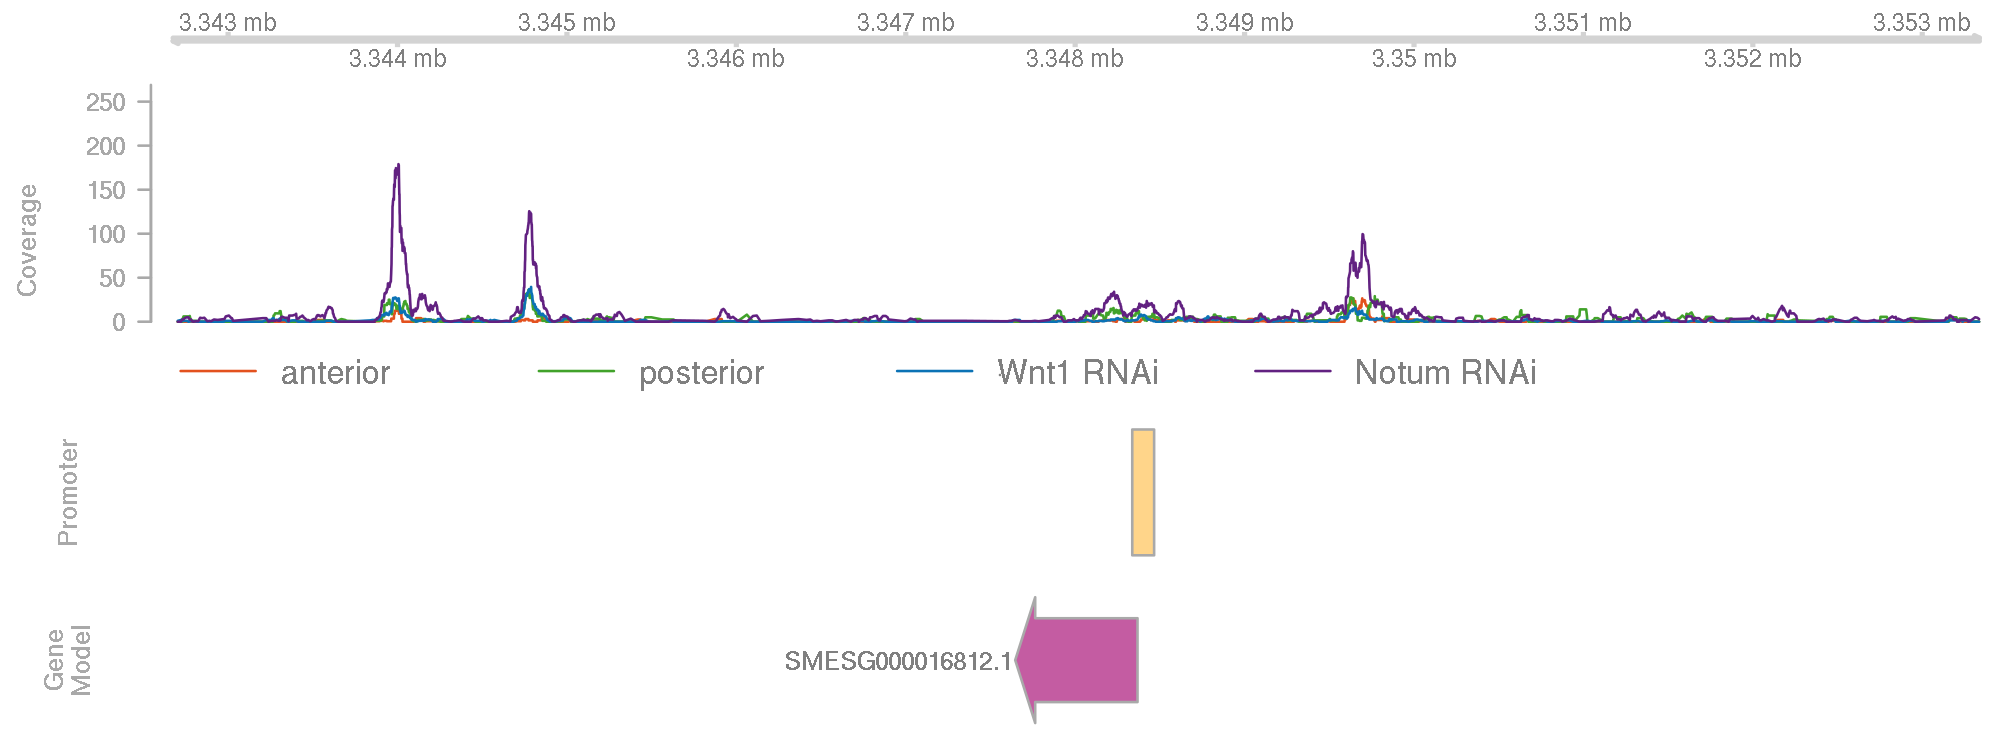 3.343 mb 3.345 mb 3.347 mb 3.349 mb 3.351 mb 3.353 mb
3.344 mb 3.346 mb 3.348 mb 3.35 mb 3.352 mb
Coverage
250
200
150
100
50
0
anterior posterior Wnt1 RNAi Notum RNAi
Promoter
Gene
Model
SMESG000016812.1